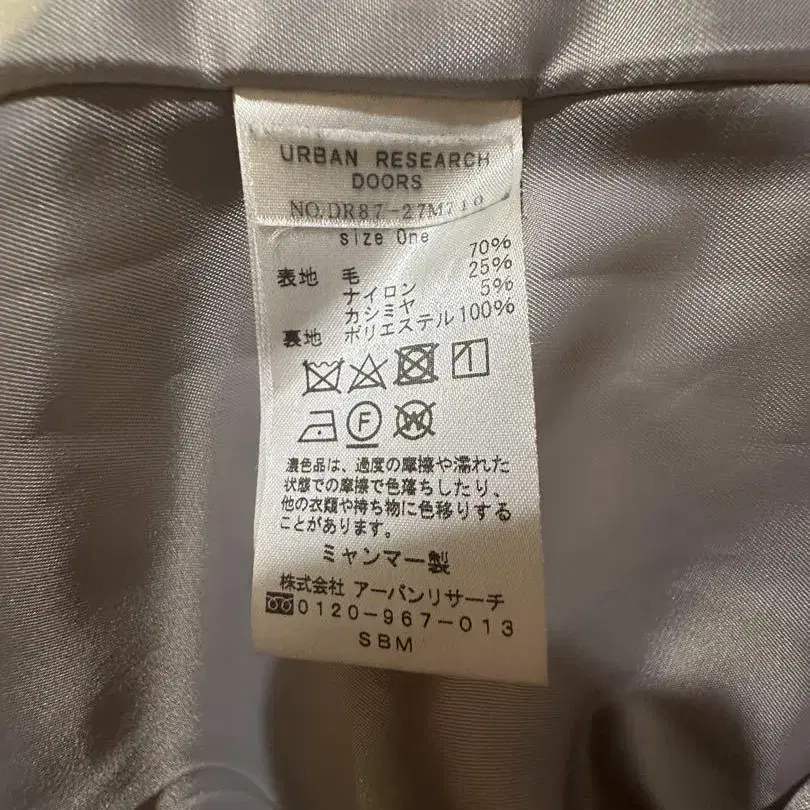 URBAN RESEARCH
DOORS
NO.DR87-27M719
size One
表地 毛 70%
ナイロン 25%
カシミヤ 5%
裏地 ポリエステル 100%
F
W
濃色品は、過度の摩擦や濡れた
状態での摩擦で色落ちしたり、
他の衣類や持ち物に色移りする
ことがあります。
ミャンマー製
株式会社 アーバンリサーチ
0120-967-013
SBM